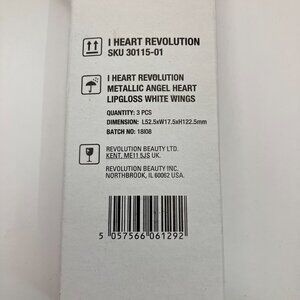 I HEART REVOLUTION
SKU 30115-01
I HEART REVOLUTION
METALLIC ANGEL HEART
LIPGLOSS WHITE WINGS
QUANTITY: 3 PCS
DIMENSION: L52.5xW17.5xH122.5mm
BATCH NO: 18I08
REVOLUTION BEAUTY LTD.
KENT. ME11 5JS UK.
REVOLUTION BEAUTY INC.
NORTHBROOK, IL 60062 USA.
5 057566 061292